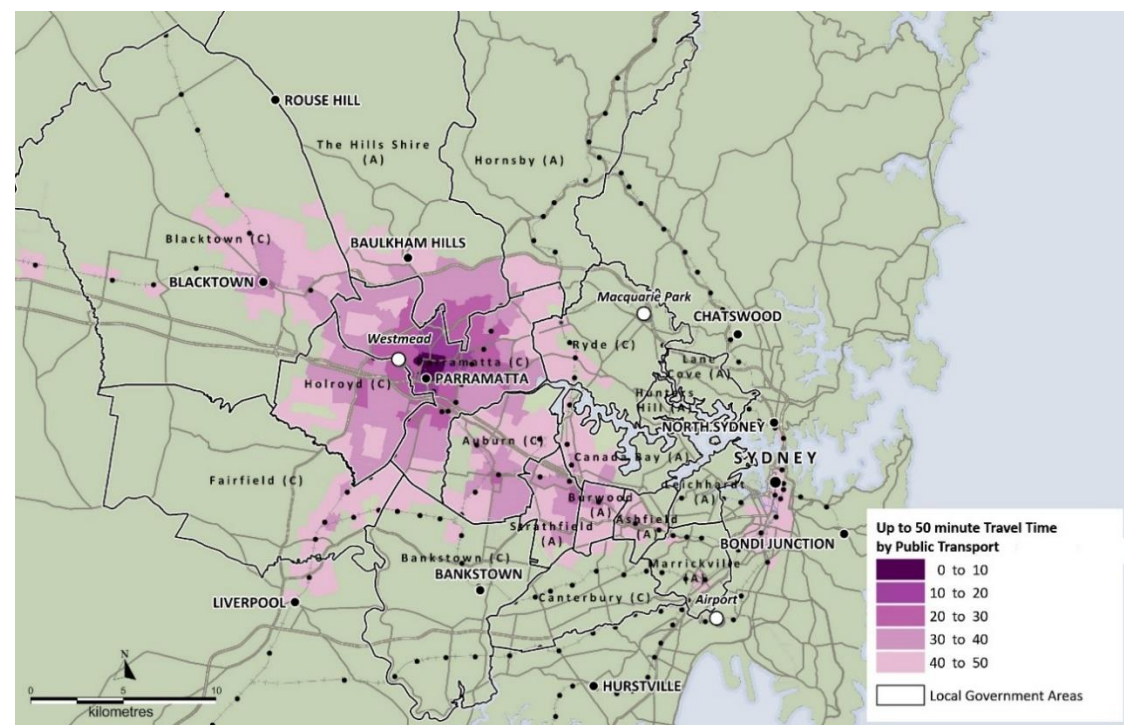 ROUSE HILL
The Hills Shire
(A)
Hornsby (A)
Blacktown (C)
BAULKHAM HILLS
BLACKTOWN
Macquarie Park
CHATSWOOD
Westmead
Ryde (C)
Lane
Cove (A)
Parramatta (C)
PARRAMATTA
Holroyd (C)
Hunters
Hill (A)
NORTH SYDNEY
Auburn (C)
Canada Bay (A)
SYDNEY
Fairfield (C)
Leichhardt
(A)
Burwood
(A)
Ashfield
(A)
Strathfield
(A)
BONDI JUNCTION
Bankstown (C)
BANKSTOWN
Marrickville
(A)
LIVERPOOL
Canterbury (C)
Airport
HURSTVILLE
N
0 5 10
kilometres
Up to 50 minute Travel Time
by Public Transport
0 to 10
10 to 20
20 to 30
30 to 40
40 to 50
Local Government Areas